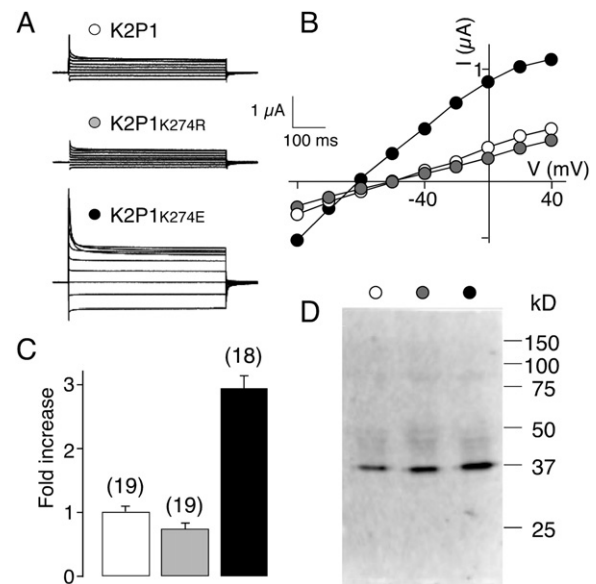 A
K2P1
K2P1K274R
1 µA
100 ms
K2P1K274E
B
I (µA)
1
V (mV)
-40
40
C
Fold increase
3
2
1
0
(19)
(19)
(18)
D
kD
150
100
75
50
37
25